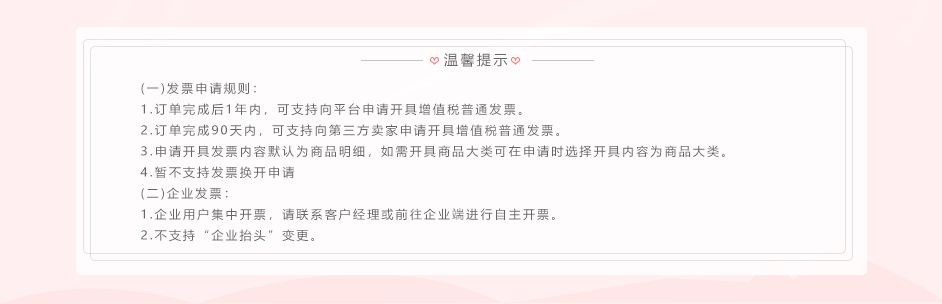 温馨提示
(一)发票申请规则：
1.订单完成后1年内，可支持向平台申请开具增值税普通发票。
2.订单完成90天内，可支持向第三方卖家申请开具增值税普通发票。
3.申请开具发票内容默认为商品明细，如需开具商品大类可在申请时选择开具内容为商品大类。
4.暂不支持发票换开申请
(二)企业发票：
1.企业用户集中开票，请联系客户经理或前往企业端进行自主开票。
2.不支持“企业抬头”变更。